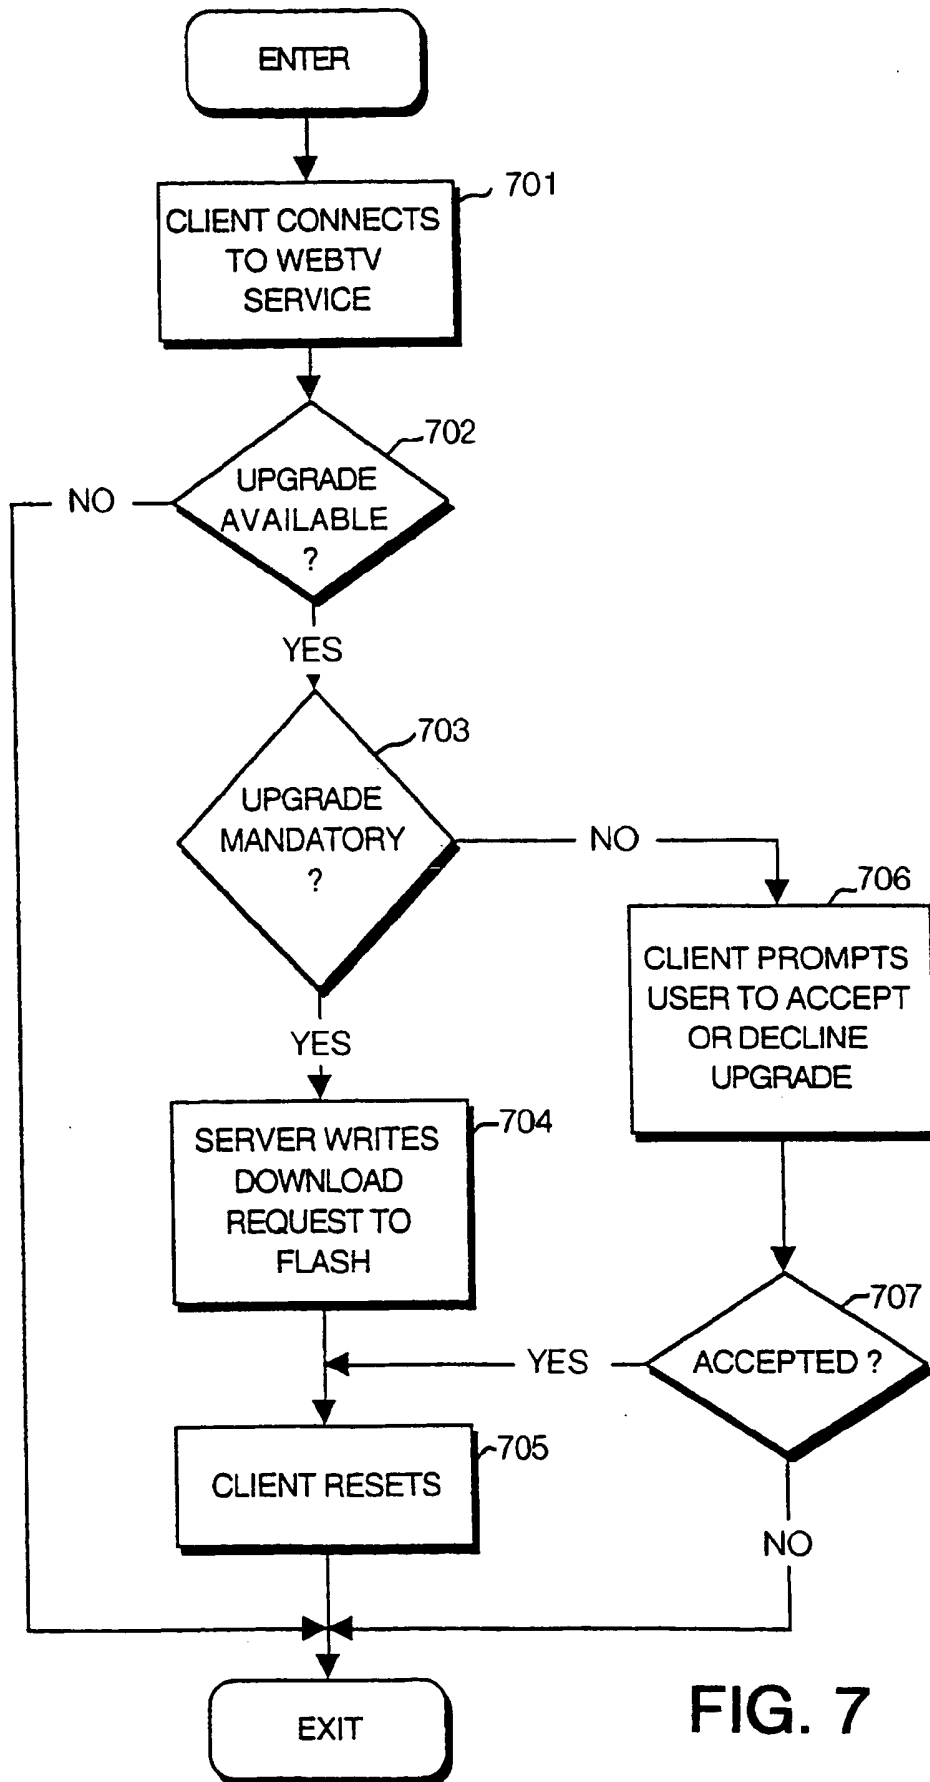 ENTER
701
CLIENT CONNECTS
TO WEBTV
SERVICE
702
UPGRADE
AVAILABLE
?
NO
YES
703
UPGRADE
MANDATORY
?
NO
YES
706
CLIENT PROMPTS
USER TO ACCEPT
OR DECLINE
UPGRADE
704
SERVER WRITES
DOWNLOAD
REQUEST TO
FLASH
707
ACCEPTED ?
YES
NO
705
CLIENT RESETS
EXIT
FIG. 7